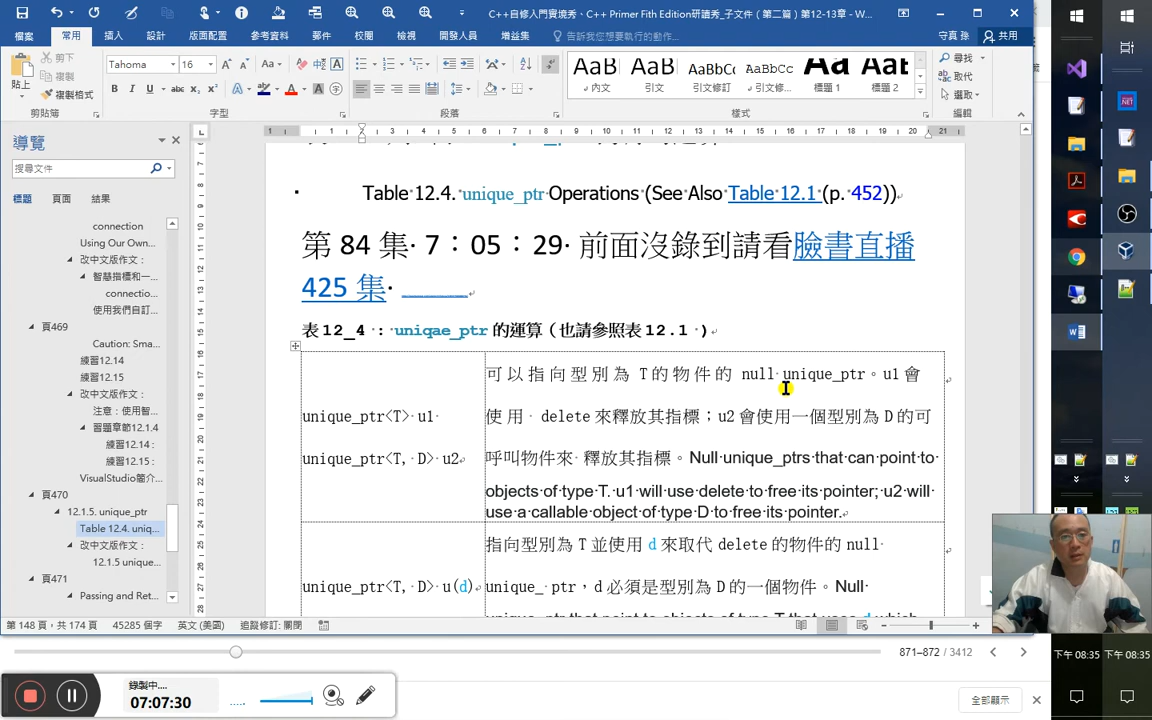 C++自修入門實境秀、C++ Primer Fifth Edition研讀秀_子文件（第二篇）第12-13章 - W...
檔案 常用 插入 設計 版面配置 參考資料 郵件 校閱 檢視 開發人員 增益集 告訴我您想要執行的動作... 守真 孫 共用
貼上 剪下 複製 複製格式
Tahoma 16
AaB AaB AaBbC AaBbCc AaB AaB
內文 引文 引文修訂 引文修... 標題 1 標題 2
尋找 取代 選取
剪貼簿 字型 段落 樣式 編輯
導覽
搜尋文件
標題 頁面 結果
connection
Using Our Own...
改中文版作文：
智慧指標和一...
connectio...
使用我們自訂...
頁469
Caution: Sma...
練習12.14
練習12.15
改中文版作文：
注意：使用智...
習題章節12.1.4
練習12.14：
練習12.15：
VisualStudio簡介...
頁470
12.1.5. unique_ptr
Table 12.4. uniq...
改中文版作文：
12.1.5 unique...
頁471
Passing and Ret...
Table 12.4. unique_ptr Operations (See Also Table 12.1 (p. 452))
第 84 集 7：05：29 前面沒錄到請看臉書直播
425 集
表 12_4 : uniqae_ptr 的運算（也請參照表 12.1 ）
unique_ptr<T> u1
unique_ptr<T, D> u2
可以指向型別為 T的物件的 null unique_ptr。u1 會
使用 delete 來釋放其指標；u2 會使用一個型別為 D 的可
呼叫物件來 釋放其指標。Null unique_ptrs that can point to
objects of type T. u1 will use delete to free its pointer; u2 will
use a callable object of type D to free its pointer.
unique_ptr<T, D> u(d)
指向型別為 T 並使用 d 來取代 delete 的物件的 null
unique_ ptr，d 必須是型別為 D 的一個物件。Null
unique_ptr that point to objects of type T that uses d which
第 148 頁，共 174 頁 45285 個字 英文 (美國) 追蹤修訂: 關閉
871–872 / 3412
錄製中....
07:07:30
全部顯示
下午 08:35 下午 08:35